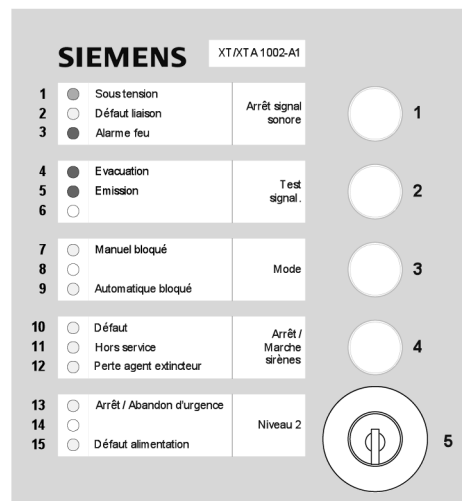 SIEMENS
XT/XTA 1002-A1
1 Sous tension
2 Défaut liaison
3 Alarme feu
Arrêt signal
sonore
1
4 Evacuation
5 Emission
6
Test
signal.
2
7 Manuel bloqué
8
9 Automatique bloqué
Mode
3
10 Défaut
11 Hors service
12 Perte agent extincteur
Arrêt /
Marche
sirènes
4
13 Arrêt / Abandon d'urgence
14
15 Défaut alimentation
Niveau 2
5